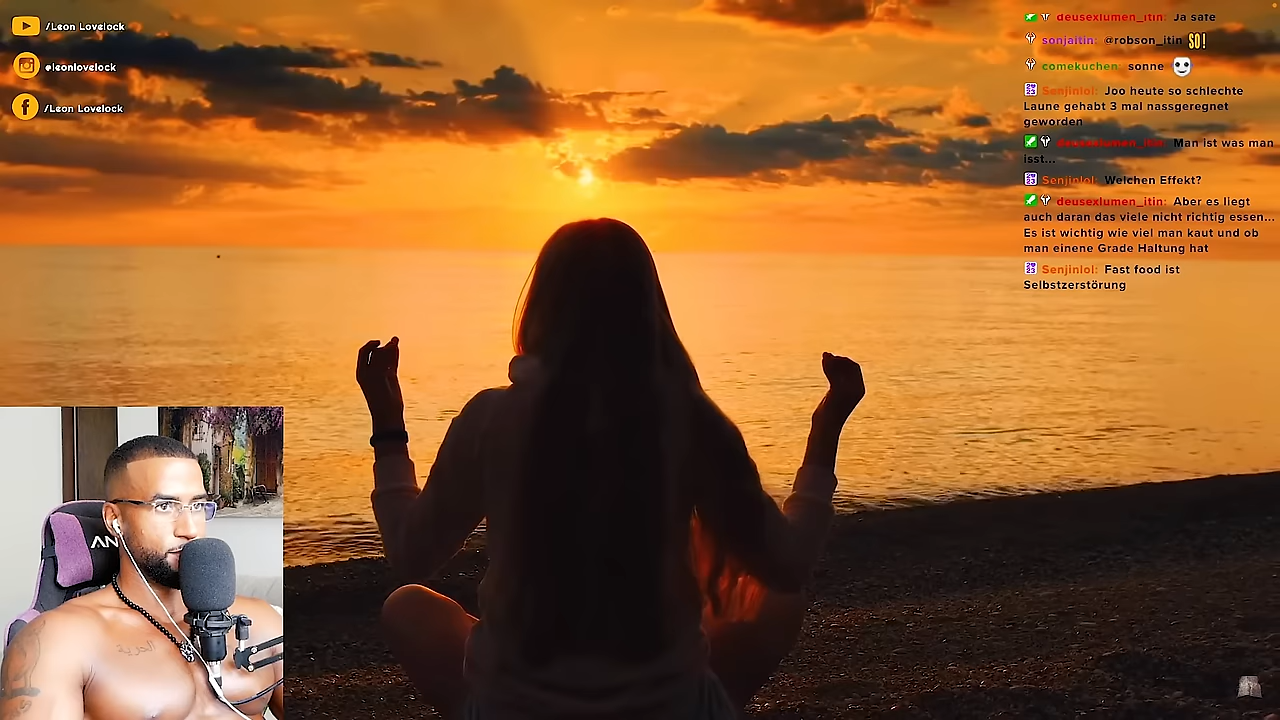 /Leon Lovelock
@leonlovelock
/Leon Lovelock
deusexlumen_itin: Ja safe
sonjaitin: @robson_itin SO!
comekuchen: sonne
Senjinlol: Joo heute so schlechte
Laune gehabt 3 mal nassgeregnet
geworden
deusexlumen_itin: Man ist was man
isst...
Senjinlol: Welchen Effekt?
deusexlumen_itin: Aber es liegt
auch daran das viele nicht richtig essen...
Es ist wichtig wie viel man kaut und ob
man einene Grade Haltung hat
Senjinlol: Fast food ist
Selbstzerstörung
AN